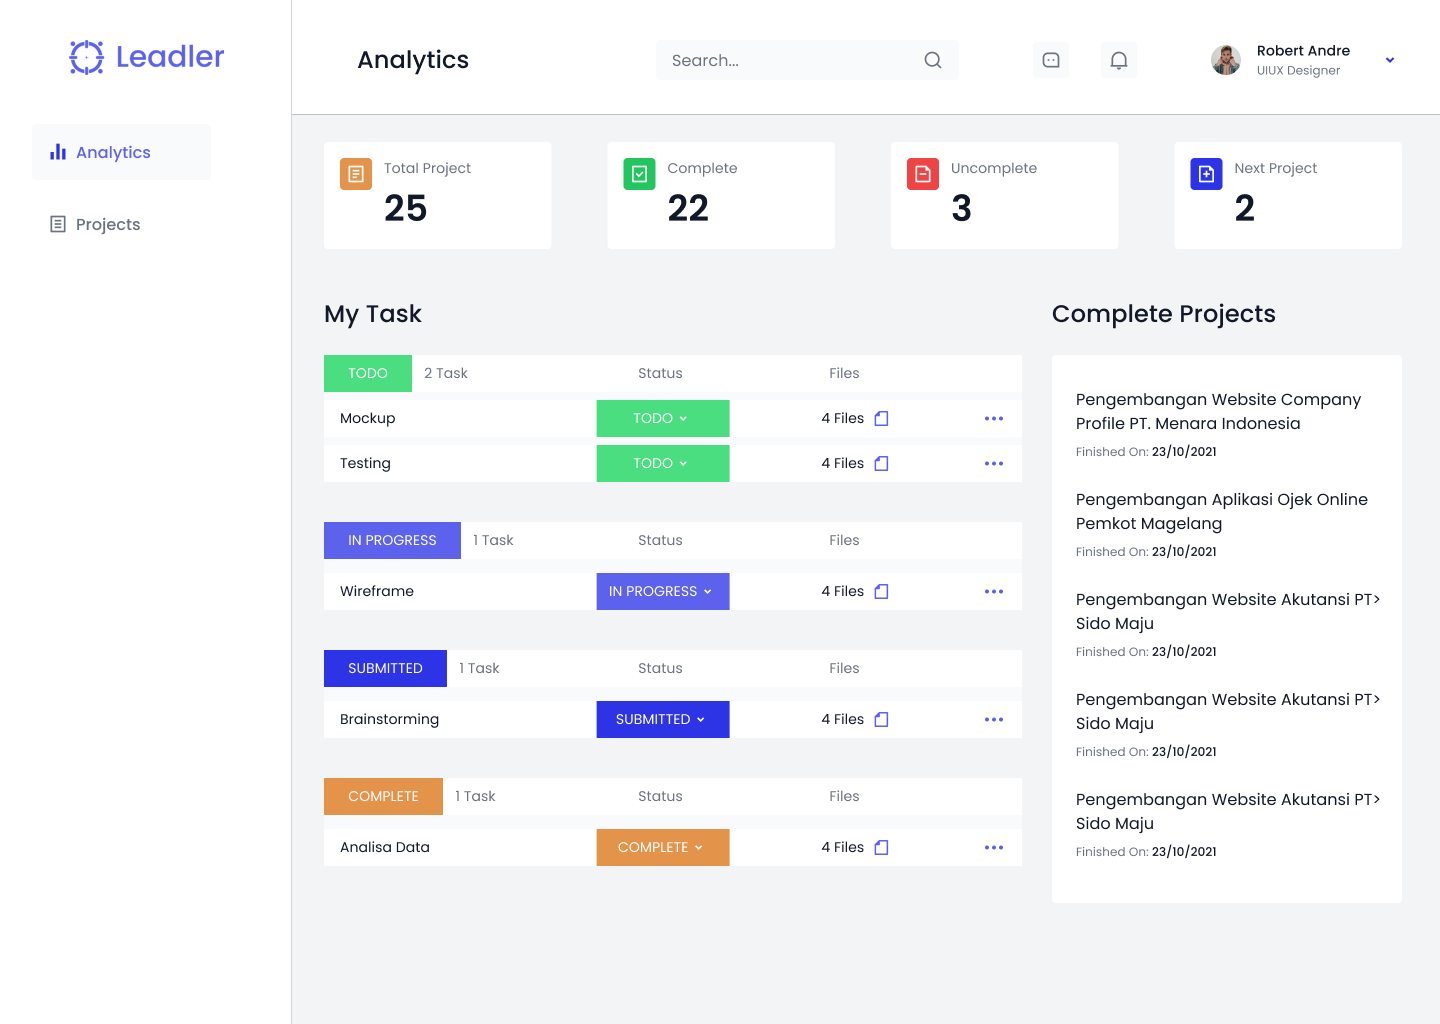 Leadler
Analytics
Projects
Analytics
Search...
Robert Andre
UIUX Designer
Total Project
25
Complete
22
Uncomplete
3
Next Project
2
My Task
TODO 2 Task Status Files
Mockup TODO 4 Files
Testing TODO 4 Files
IN PROGRESS 1 Task Status Files
Wireframe IN PROGRESS 4 Files
SUBMITTED 1 Task Status Files
Brainstorming SUBMITTED 4 Files
COMPLETE 1 Task Status Files
Analisa Data COMPLETE 4 Files
Complete Projects
Pengembangan Website Company
Profile PT. Menara Indonesia
Finished On: 23/10/2021
Pengembangan Aplikasi Ojek Online
Pemkot Magelang
Finished On: 23/10/2021
Pengembangan Website Akutansi PT>
Sido Maju
Finished On: 23/10/2021
Pengembangan Website Akutansi PT>
Sido Maju
Finished On: 23/10/2021
Pengembangan Website Akutansi PT>
Sido Maju
Finished On: 23/10/2021